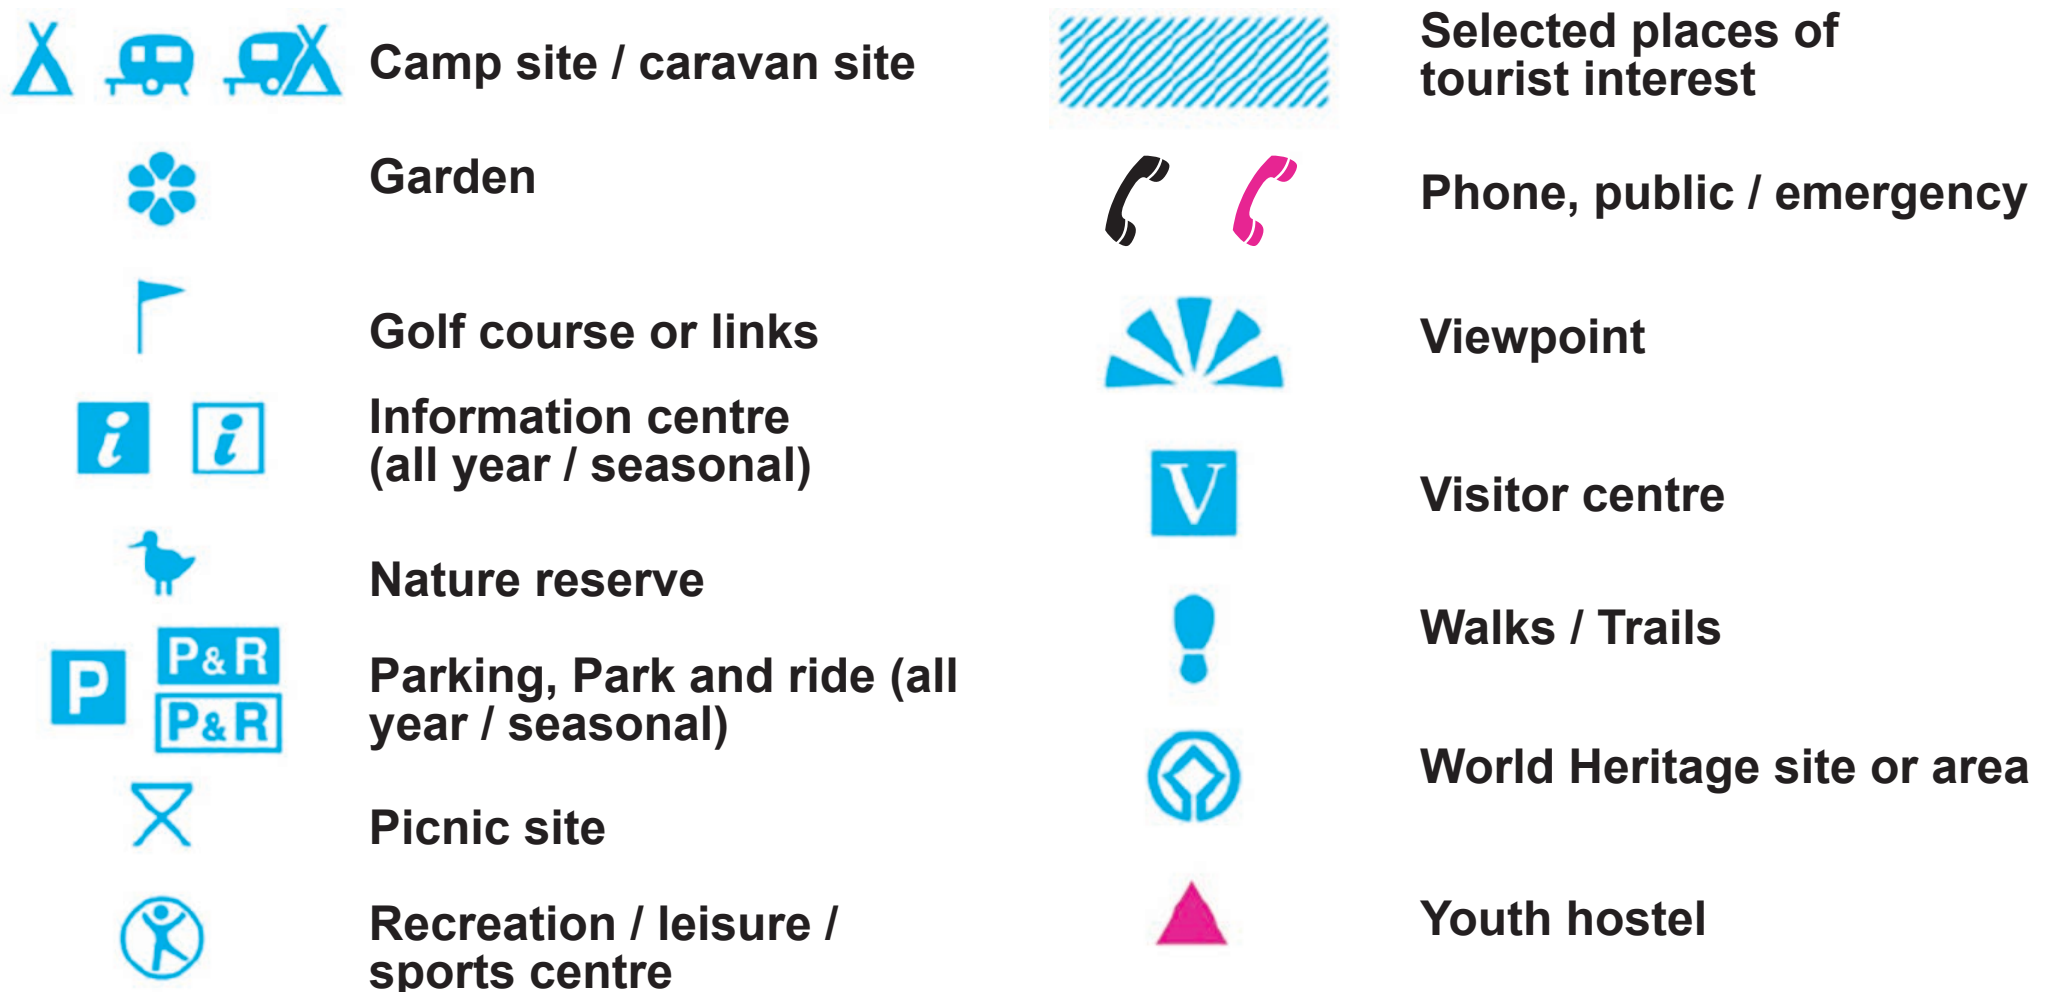 Camp site / caravan site
Garden
Golf course or links
i i
Information centre
(all year / seasonal)
Nature reserve
P
P & R
P & R
Parking, Park and ride (all
year / seasonal)
Picnic site
Recreation / leisure /
sports centre
Selected places of
tourist interest
Phone, public / emergency
Viewpoint
V
Visitor centre
Walks / Trails
World Heritage site or area
Youth hostel